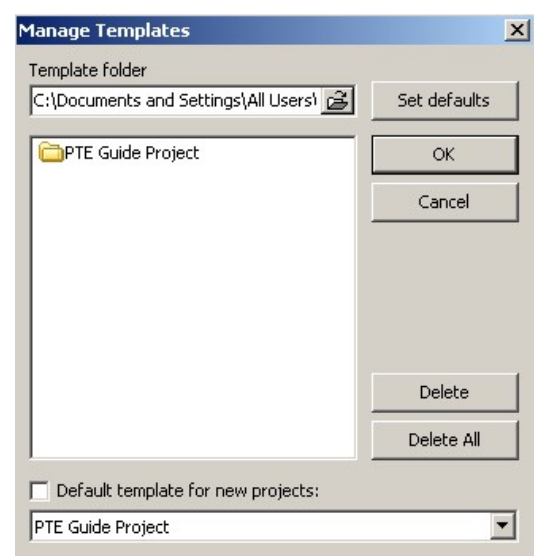 Manage Templates
Template folder
C:\Documents and Settings\All Users\
Set defaults
PTE Guide Project
OK
Cancel
Delete
Delete All
Default template for new projects:
PTE Guide Project